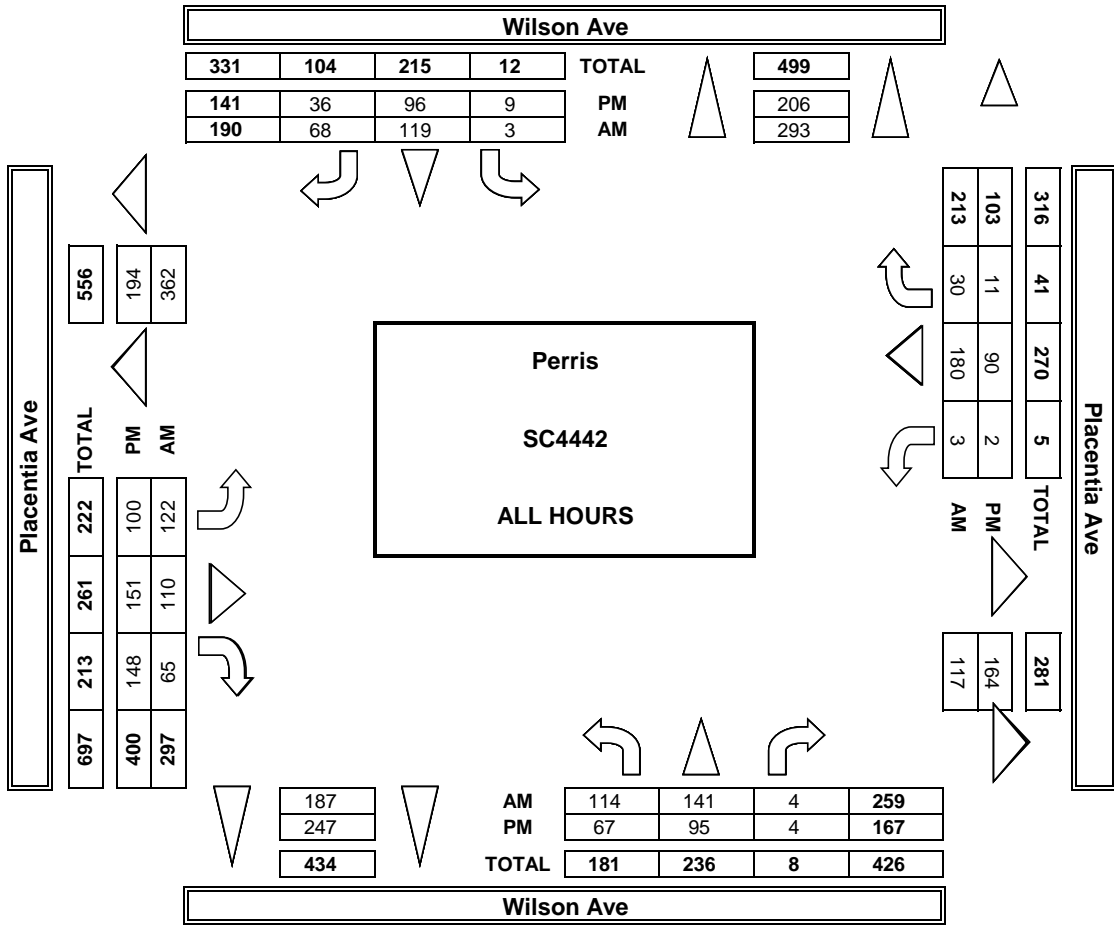 Wilson Ave
331 104 215 12 TOTAL 499
141 36 96 9 PM 206
190 68 119 3 AM 293
Placentia Ave
556 194 362
TOTAL PM AM
222 100 122
261 151 110
213 148 65
697 400 297
Perris
SC4442
ALL HOURS
213 103 316
30 11 41
180 90 270
3 2 5
AM PM TOTAL
117 164 281
Placentia Ave
187 AM 114 141 4 259
247 PM 67 95 4 167
434 TOTAL 181 236 8 426
Wilson Ave